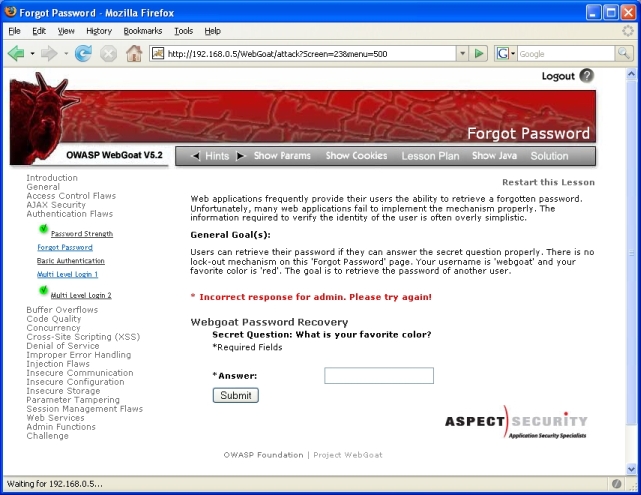 Forgot Password - Mozilla Firefox
File Edit View History Bookmarks Tools Help
http://192.168.0.5/WebGoat/attack?Screen=23&menu=500
G Google
Logout ?
Forgot Password
OWASP WebGoat V5.2
Hints Show Params Show Cookies Lesson Plan Show Java Solution
Restart this Lesson
Introduction
General
Access Control Flaws
AJAX Security
Authentication Flaws
Password Strength
Forgot Password
Basic Authentication
Multi Level Login 1
Multi Level Login 2
Buffer Overflows
Code Quality
Concurrency
Cross-Site Scripting (XSS)
Denial of Service
Improper Error Handling
Injection Flaws
Insecure Communication
Insecure Configuration
Insecure Storage
Parameter Tampering
Session Management Flaws
Web Services
Admin Functions
Challenge
Web applications frequently provide their users the ability to retrieve a forgotten password.
Unfortunately, many web applications fail to implement the mechanism properly. The
information required to verify the identity of the user is often overly simplistic.
General Goal(s):
Users can retrieve their password if they can answer the secret question properly. There is no
lock-out mechanism on this 'Forgot Password' page. Your username is 'webgoat' and your
favorite color is 'red'. The goal is to retrieve the password of another user.
* Incorrect response for admin. Please try again!
Webgoat Password Recovery
Secret Question: What is your favorite color?
*Required Fields
*Answer:
Submit
ASPECT SECURITY
Application Security Specialists
OWASP Foundation | Project WebGoat
Waiting for 192.168.0.5...